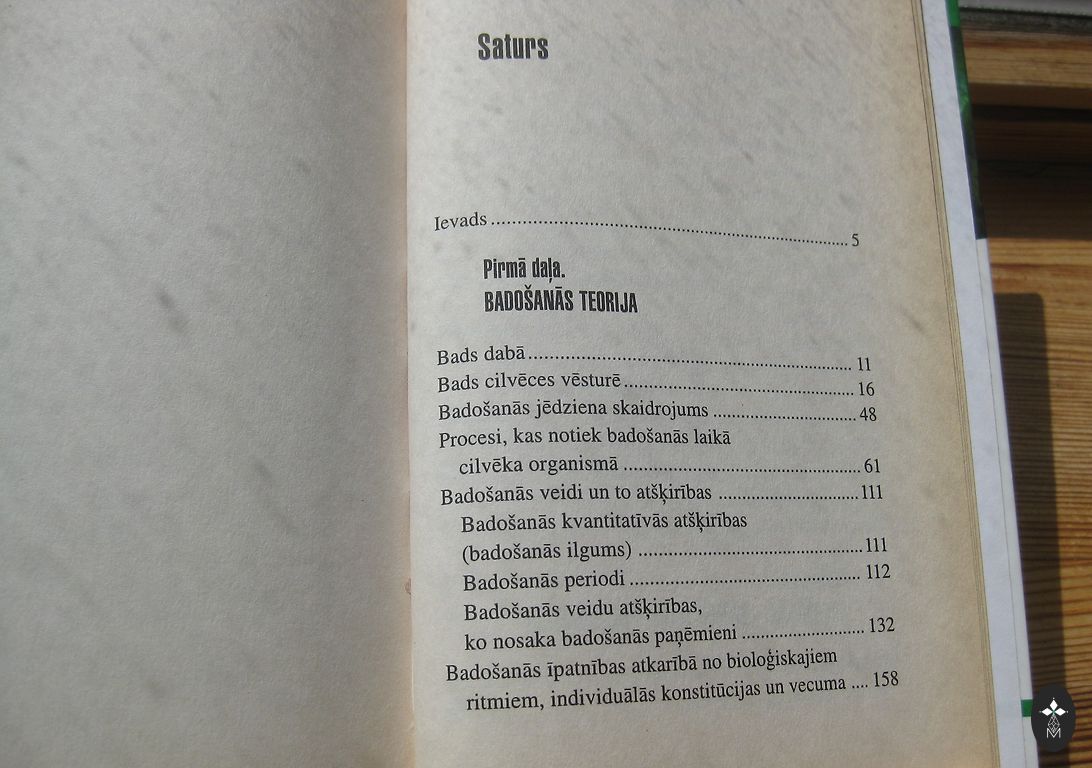 Saturs
Ievads ........................................................................ 5
Pirmā daļa.
BADOŠANĀS TEORIJA
Bads dabā .................................................................. 11
Bads cilvēces vēsturē ............................................... 16
Badošanās jēdziena skaidrojums ............................. 48
Procesi, kas notiek badošanās laikā
cilvēka organismā ................................................ 61
Badošanās veidi un to atšķirības ............................ 111
Badošanās kvantitatīvās atšķirības
(badošanās ilgums) ............................................. 111
Badošanās periodi ............................................... 112
Badošanās veidu atšķirības,
ko nosaka badošanās paņēmieni ......................... 132
Badošanās īpatnības atkarībā no bioloģiskajiem
ritmiem, individuālās konstitūcijas un vecuma .... 158
M